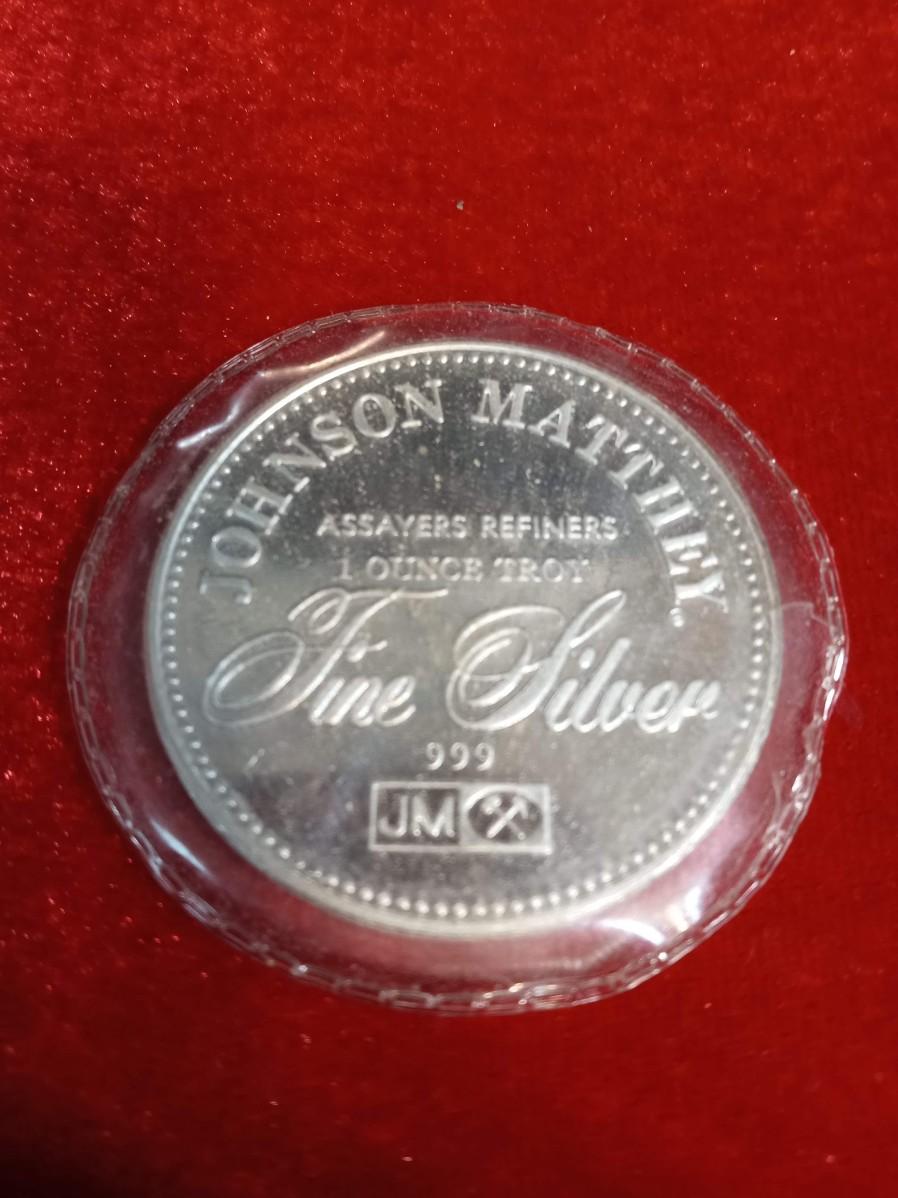 JOHNSON MATTHEY
ASSAYERS REFINERS
1 OUNCE TROY
Fine Silver
999
JM